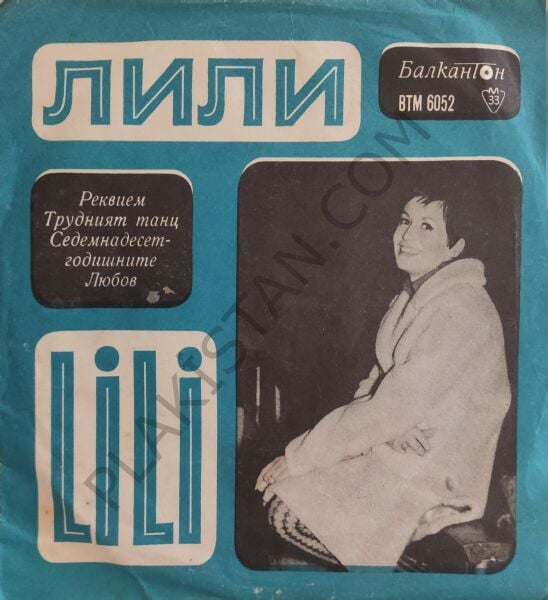 ЛИЛИ
БалканТон
ВТМ 6052
М
33
Реквием
Трудният танц
Седемнадесет-
годишните
Любов
LiLi
PLAKISTAN.COM